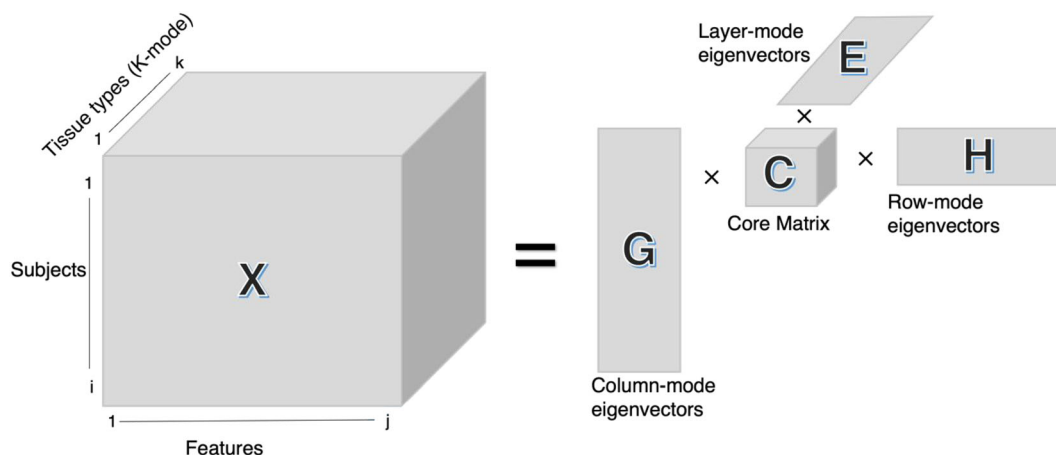 Tissue types (K-mode)
k
1
1
Subjects
i
X
1
j
Features
=
Layer-mode
eigenvectors
E
×
G
×
C
×
H
Core Matrix
Row-mode
eigenvectors
Column-mode
eigenvectors